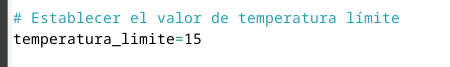 # Establecer el valor de temperatura límite
temperatura_limite=15